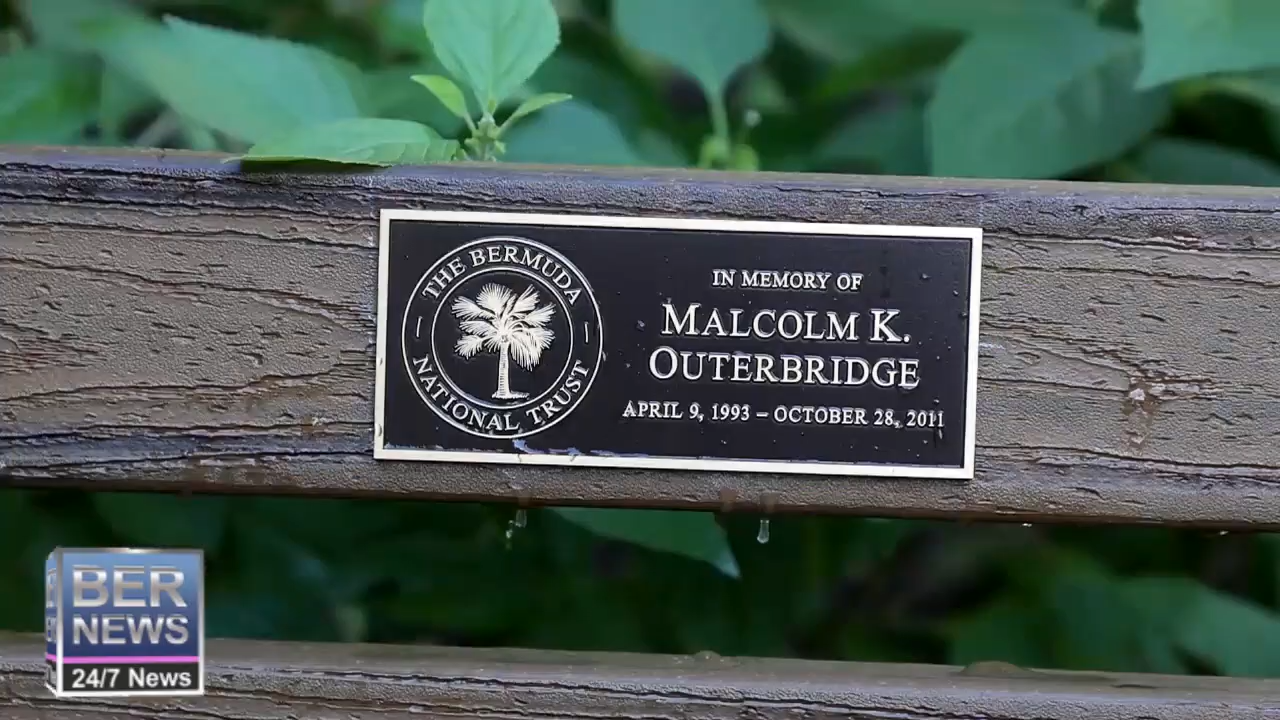 THE BERMUDA
NATIONAL TRUST
IN MEMORY OF
MALCOLM K.
OUTERBRIDGE
APRIL 9, 1993 – OCTOBER 28, 2011
BER
NEWS
24/7 News